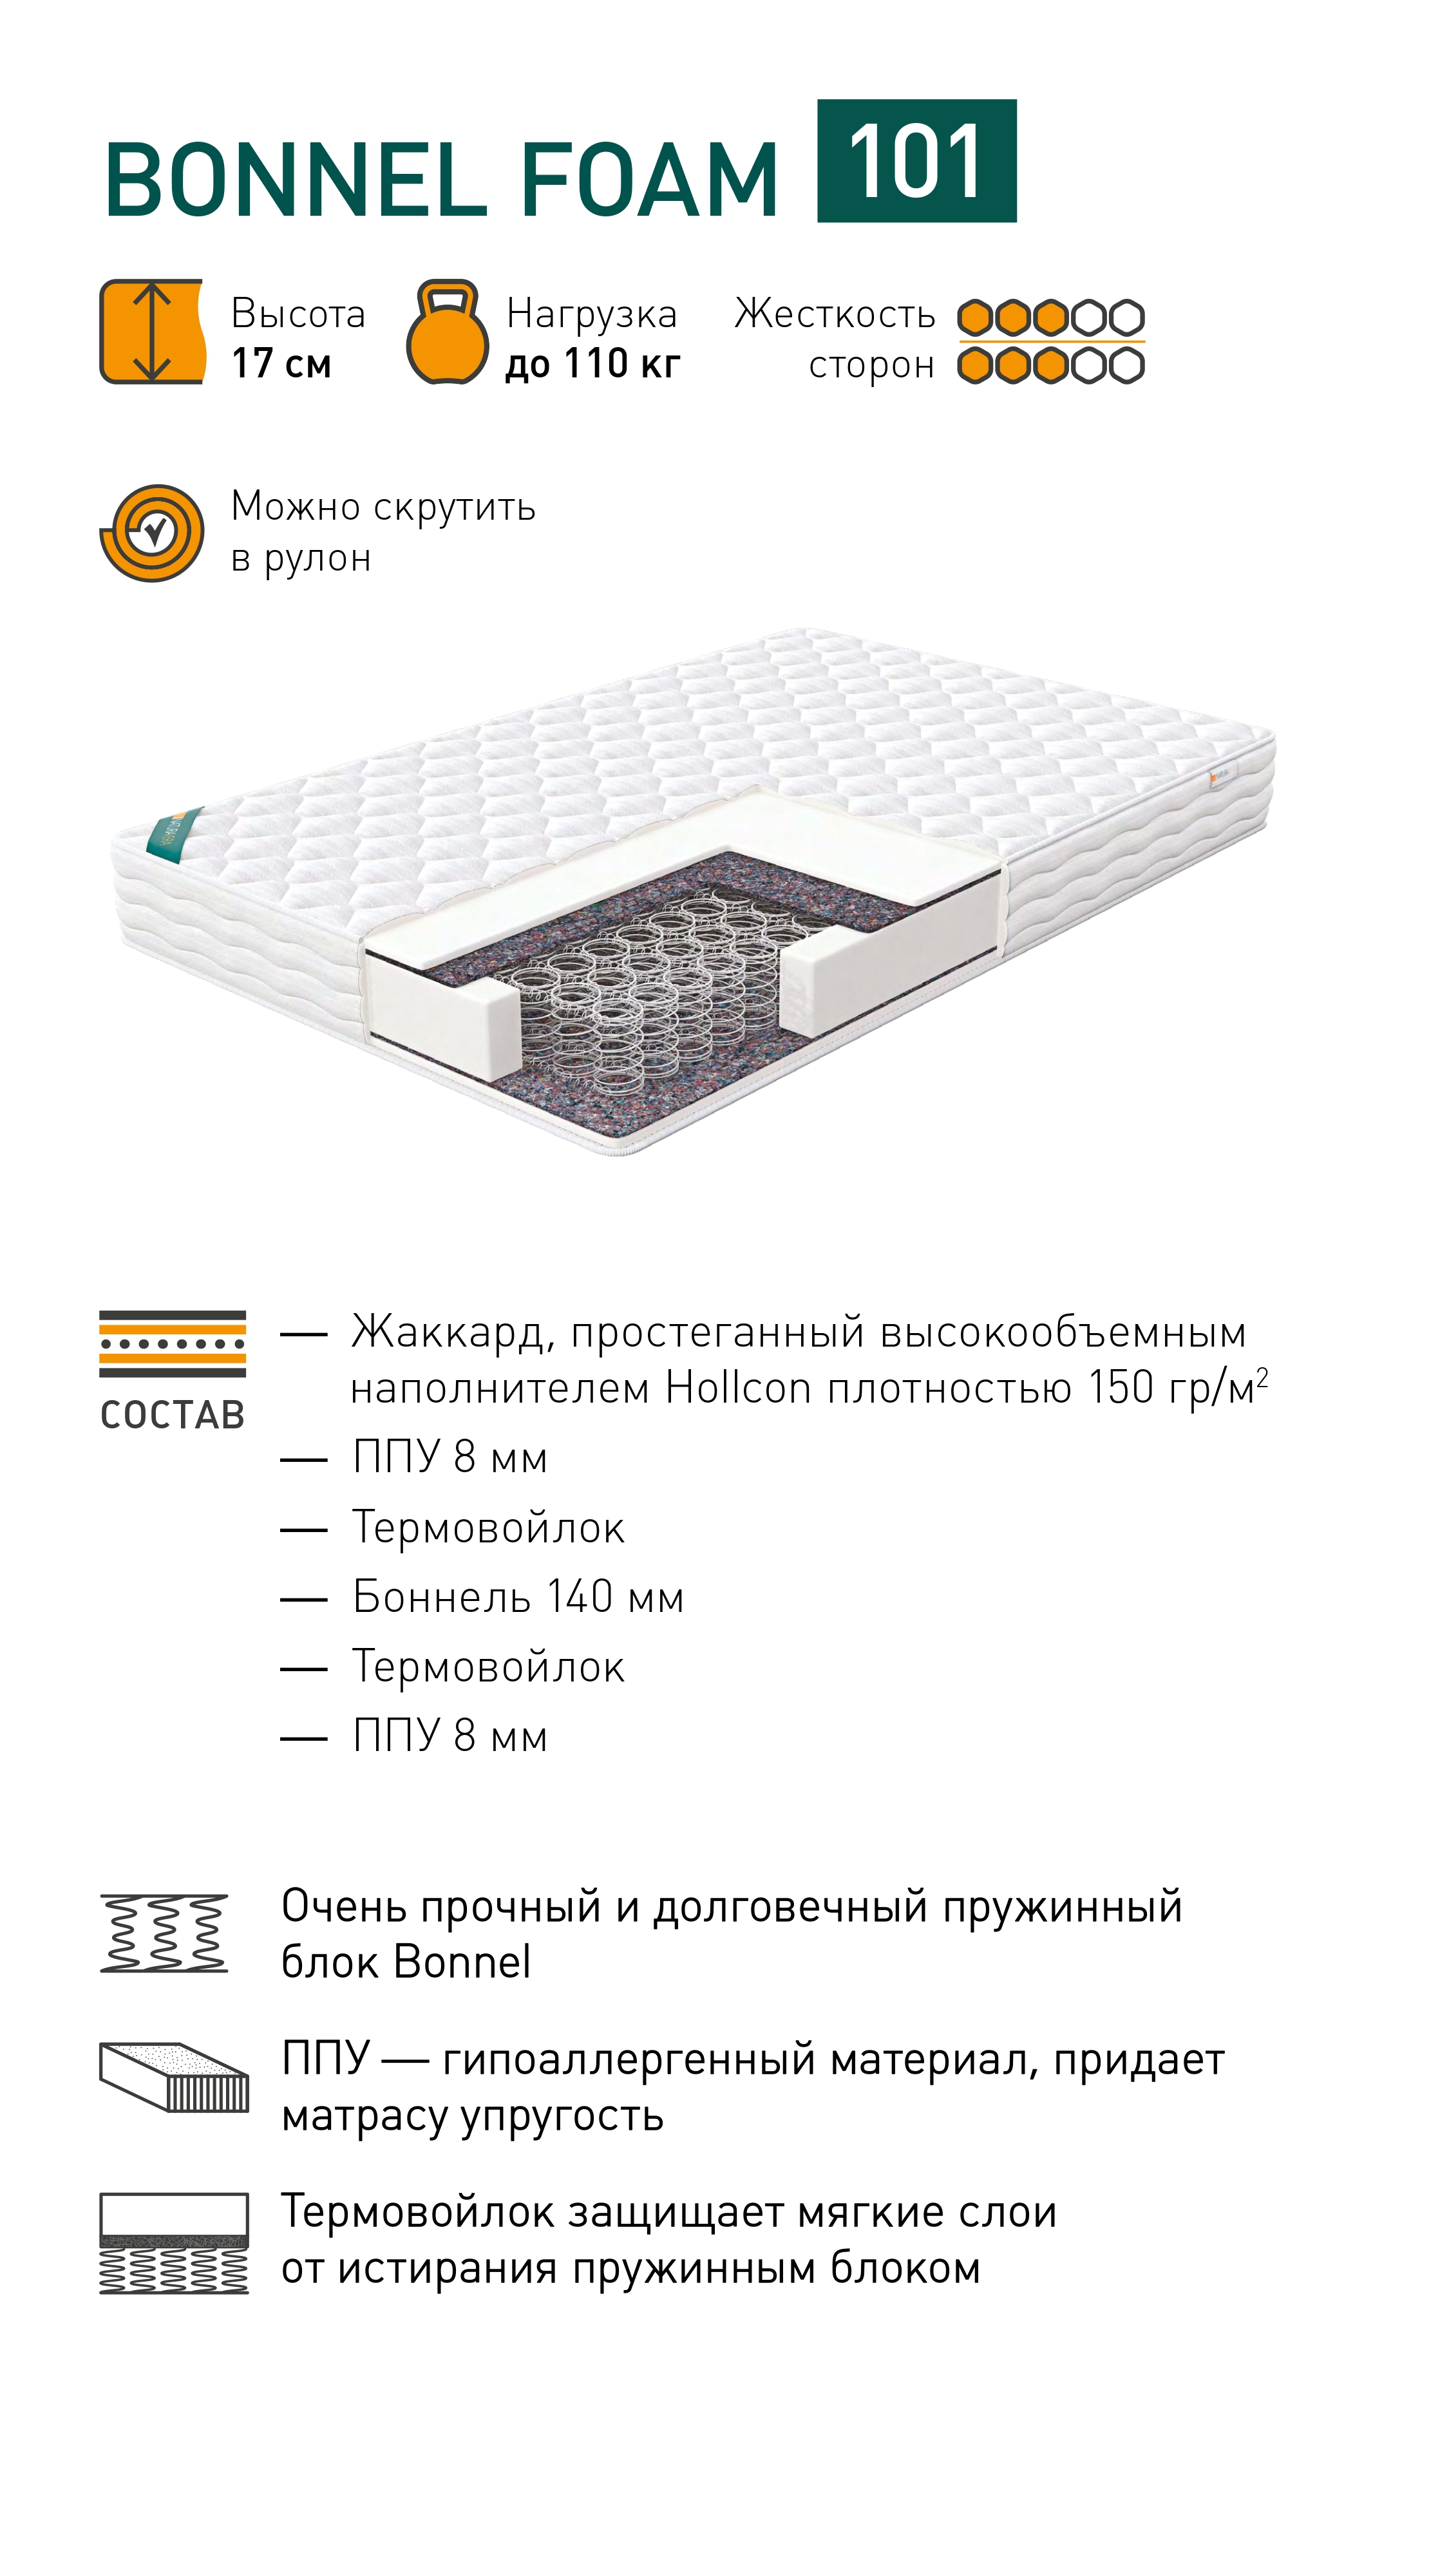 BONNEL FOAM 101
Высота
17 см
Нагрузка
до 110 кг
Жесткость
сторон
Можно скрутить
в рулон
СОСТАВ
— Жаккард, простеганный высокообъемным
наполнителем Hollcon плотностью 150 гр/м²
— ППУ 8 мм
— Термовойлок
— Боннель 140 мм
— Термовойлок
— ППУ 8 мм
Очень прочный и долговечный пружинный
блок Bonnel
ППУ — гипоаллергенный материал, придает
матрасу упругость
Термовойлок защищает мягкие слои
от истирания пружинным блоком